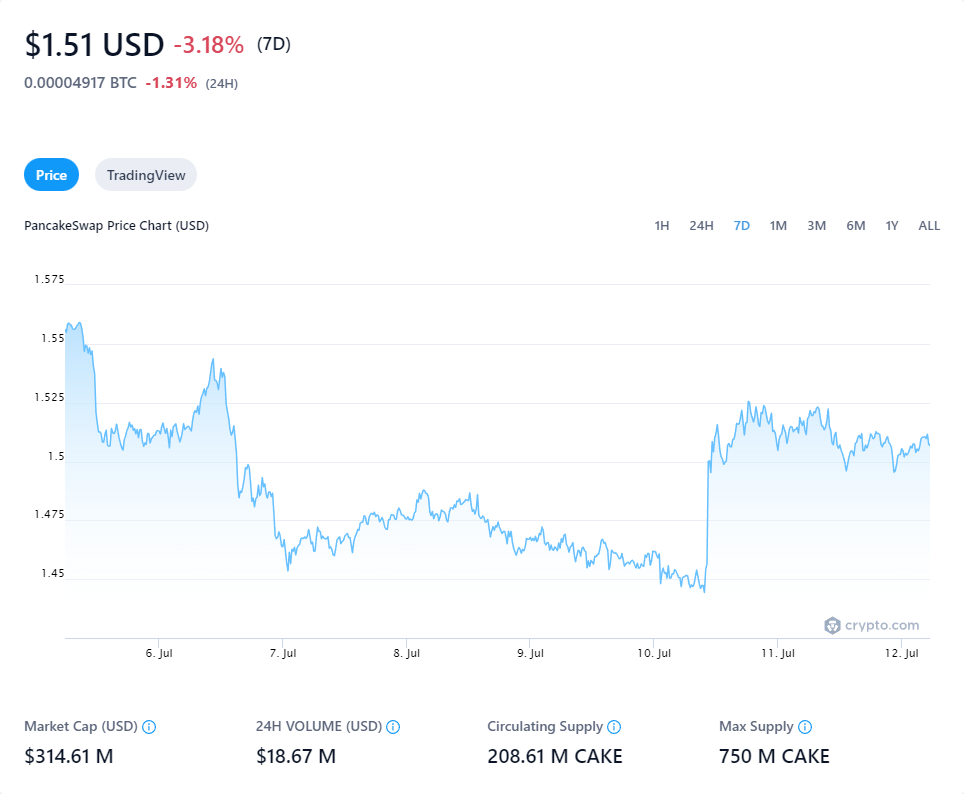 $1.51 USD -3.18% (7D)
0.00004917 BTC -1.31% (24H)
Price TradingView
PancakeSwap Price Chart (USD) 1H 24H 7D 1M 3M 6M 1Y ALL
1.575
1.55
1.525
1.5
1.475
1.45
crypto.com
6. Jul 7. Jul 8. Jul 9. Jul 10. Jul 11. Jul 12. Jul
Market Cap (USD) 24H VOLUME (USD) Circulating Supply Max Supply
$314.61 M $18.67 M 208.61 M CAKE 750 M CAKE